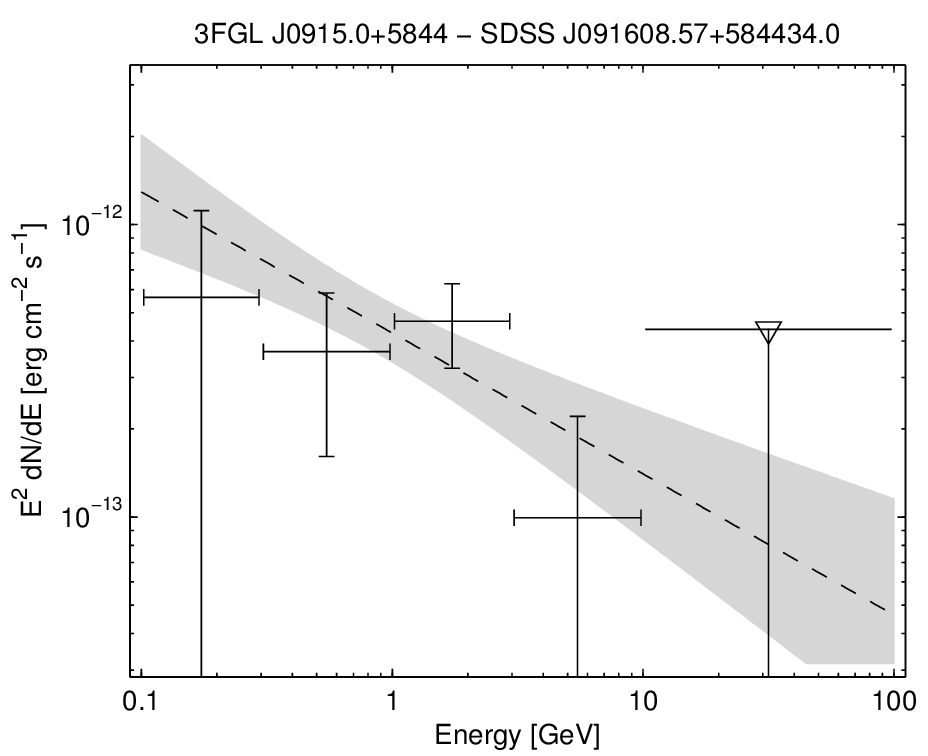 3FGL J0915.0+5844 − SDSS J091608.57+584434.0
E² dN/dE [erg cm⁻² s⁻¹]
10⁻¹²
10⁻¹³
0.1 1 10 100
Energy [GeV]